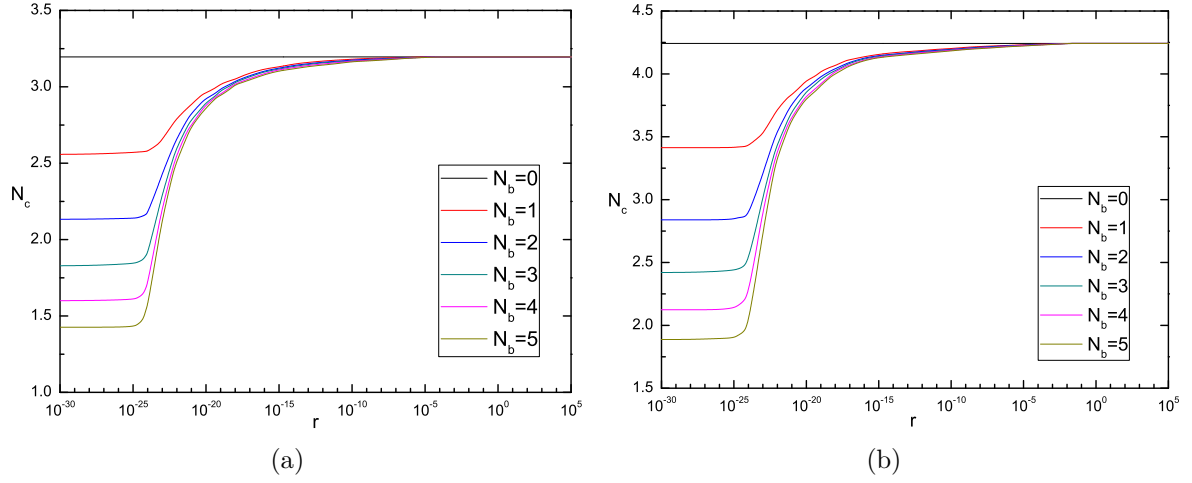 3.5
3.0
2.5
2.0
1.5
1.0
N_c
10^-30
10^-25
10^-20
10^-15
10^-10
10^-5
10^0
10^5
r
N_b=0
N_b=1
N_b=2
N_b=3
N_b=4
N_b=5
(a)
4.5
4.0
3.5
3.0
2.5
2.0
1.5
N_c
10^-30
10^-25
10^-20
10^-15
10^-10
10^-5
10^0
10^5
r
N_b=0
N_b=1
N_b=2
N_b=3
N_b=4
N_b=5
(b)